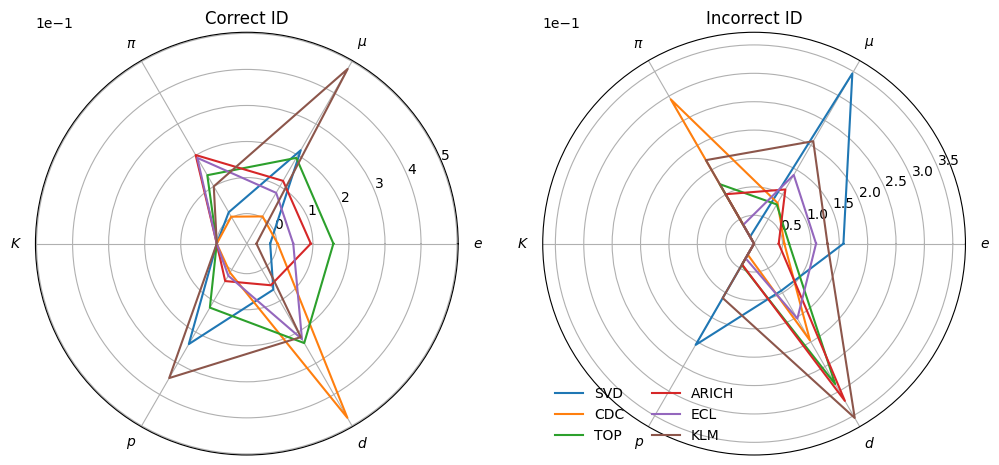 Correct ID
1e−1
e
μ
π
K
p
d
0
1
2
3
4
5
Incorrect ID
1e−1
e
μ
π
K
p
d
0.5
1.0
1.5
2.0
2.5
3.0
3.5
SVD
CDC
TOP
ARICH
ECL
KLM